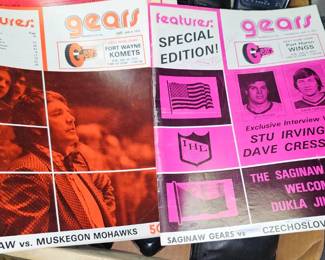 gears
FORT WAYNE
KOMETS
AW vs. MUSKEGON MOHAWKS
50
features:
gears
SPECIAL
EDITION!
Port Huron
WINGS
IHL
Exclusive Interview
STU IRVING
DAVE CRESS
THE SAGINAW
WELCOM
DUKLA JI
SAGINAW GEARS vs
CZECHOSLOV